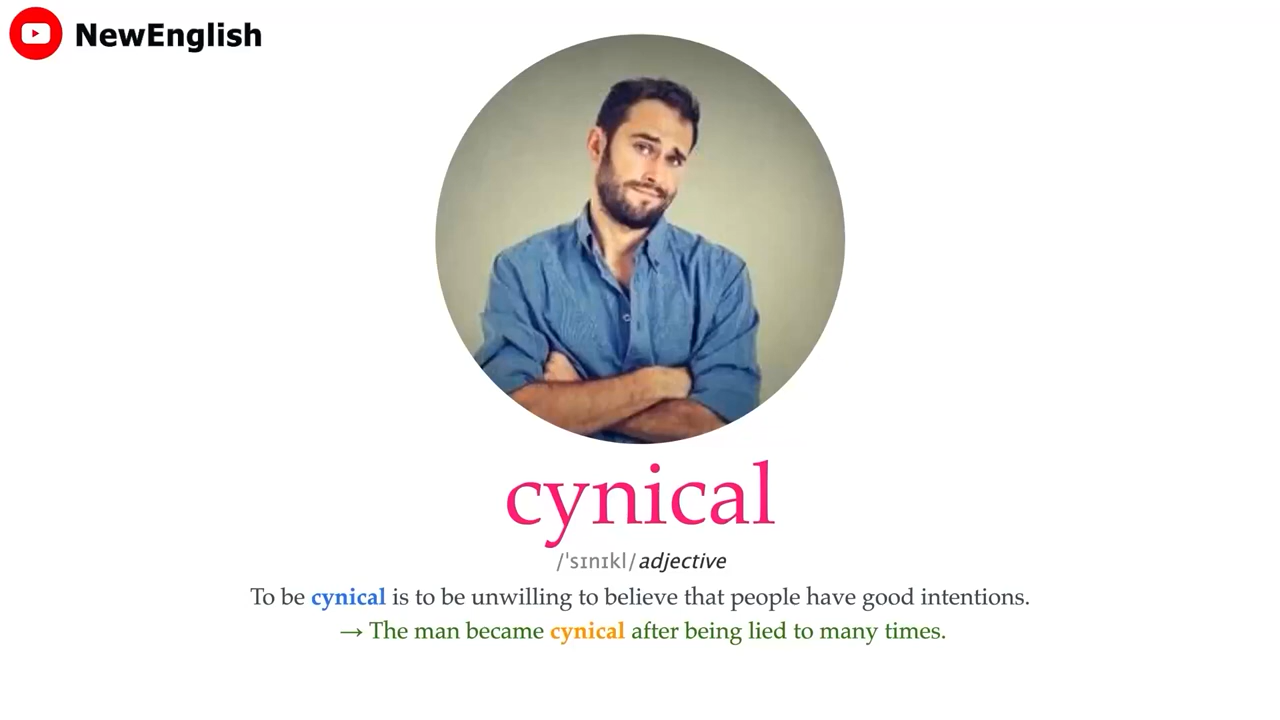 NewEnglish
cynical
/ˈsɪnɪkl/ adjective
To be cynical is to be unwilling to believe that people have good intentions.
→ The man became cynical after being lied to many times.